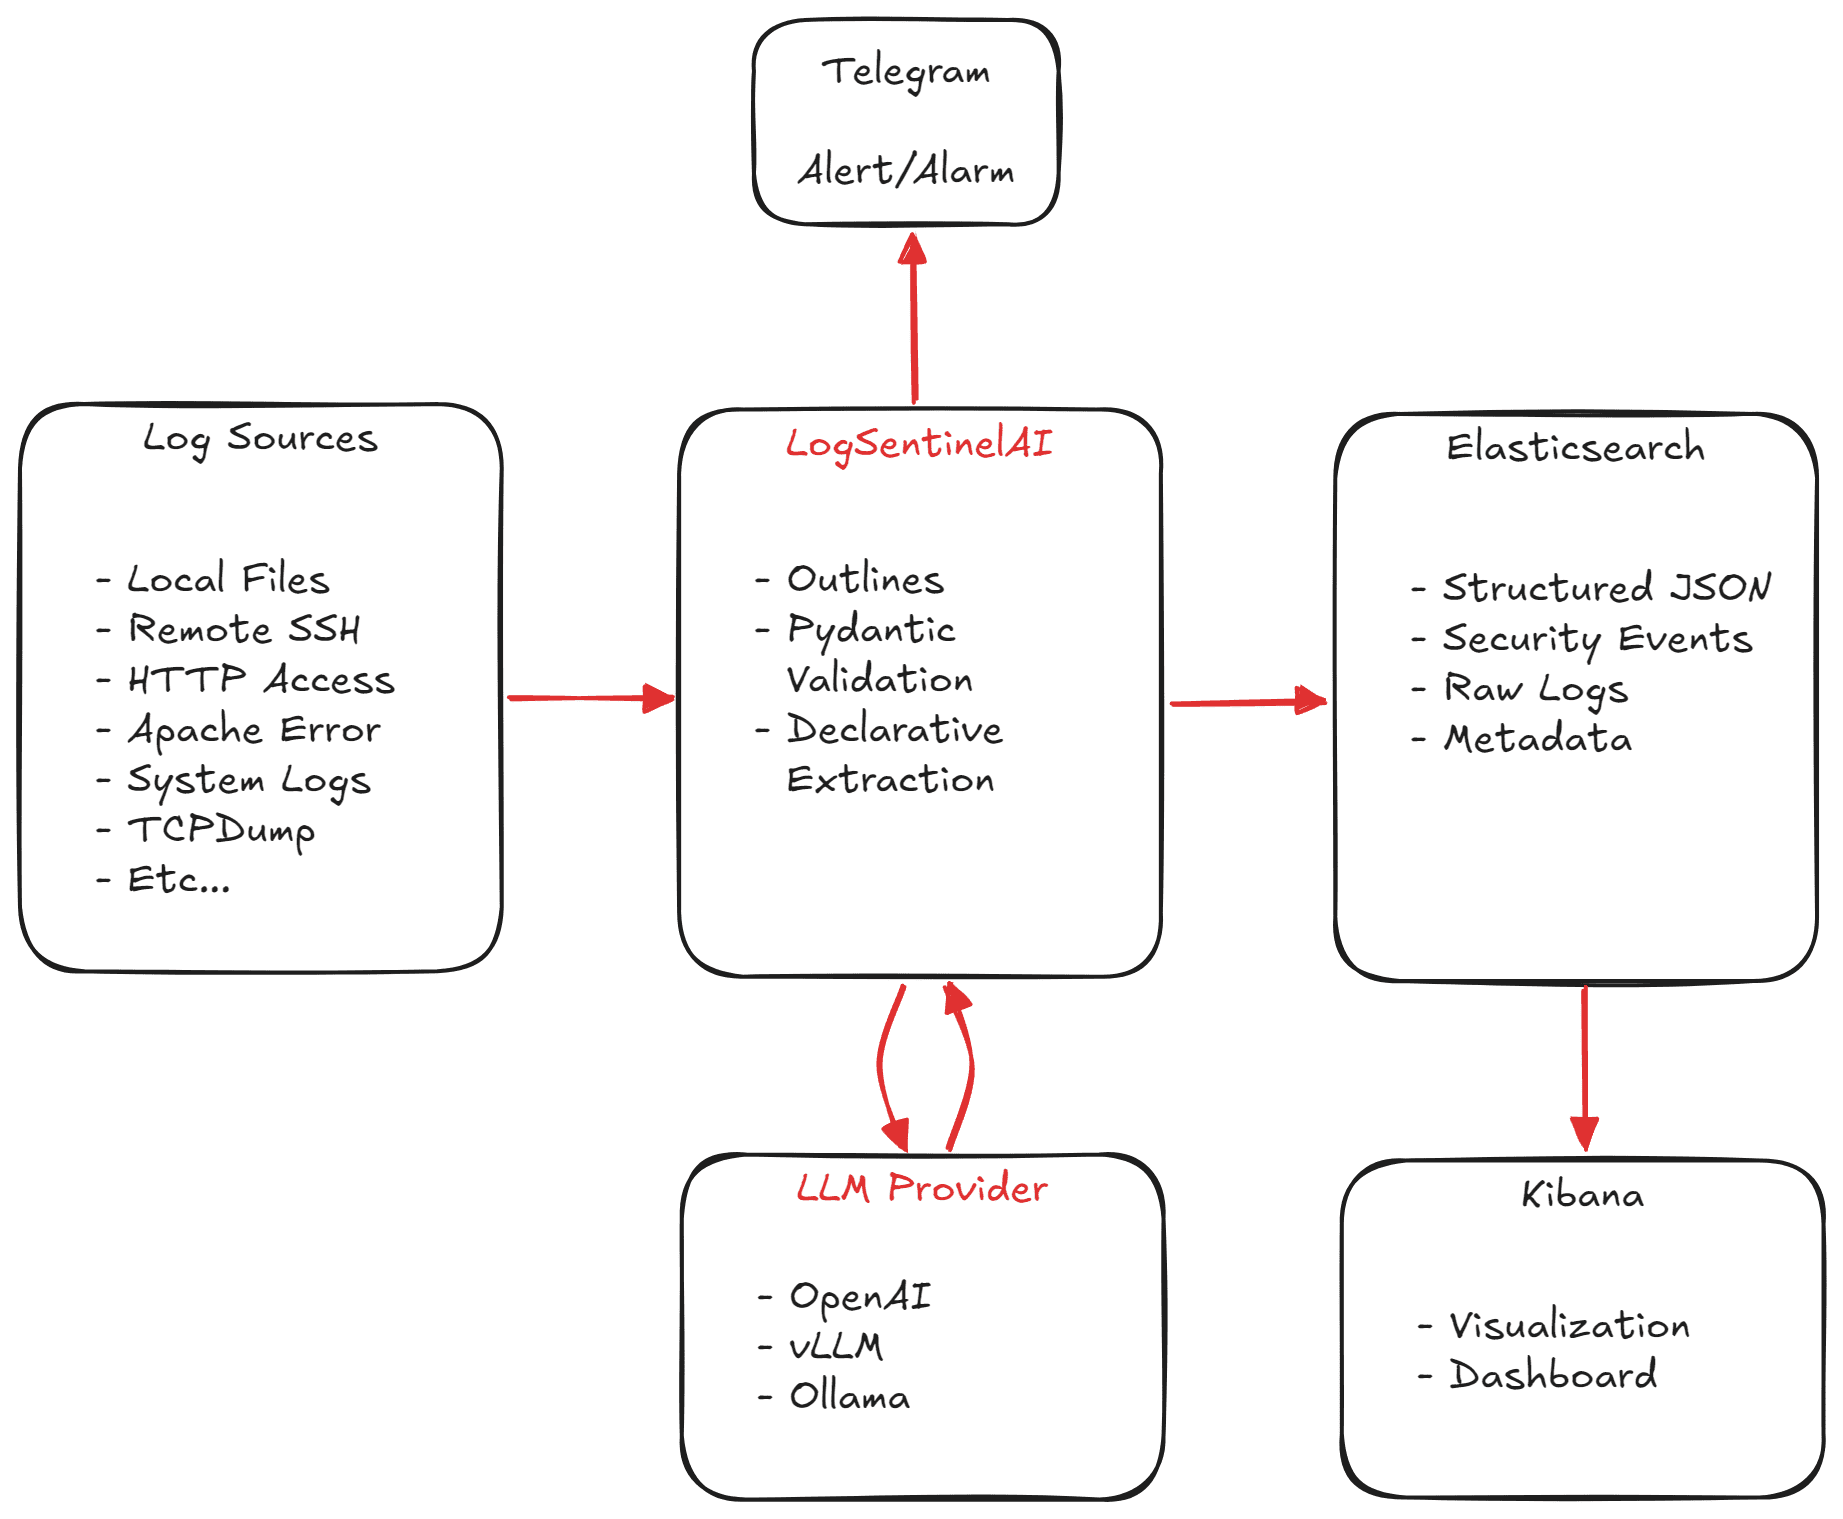 Telegram
Alert/Alarm
Log Sources
- Local Files
- Remote SSH
- HTTP Access
- Apache Error
- System Logs
- TCPDump
- Etc...
LogSentinelAI
- Outlines
- Pydantic
Validation
- Declarative
Extraction
Elasticsearch
- Structured JSON
- Security Events
- Raw Logs
- Metadata
LLM Provider
- OpenAI
- vLLM
- Ollama
Kibana
- Visualization
- Dashboard